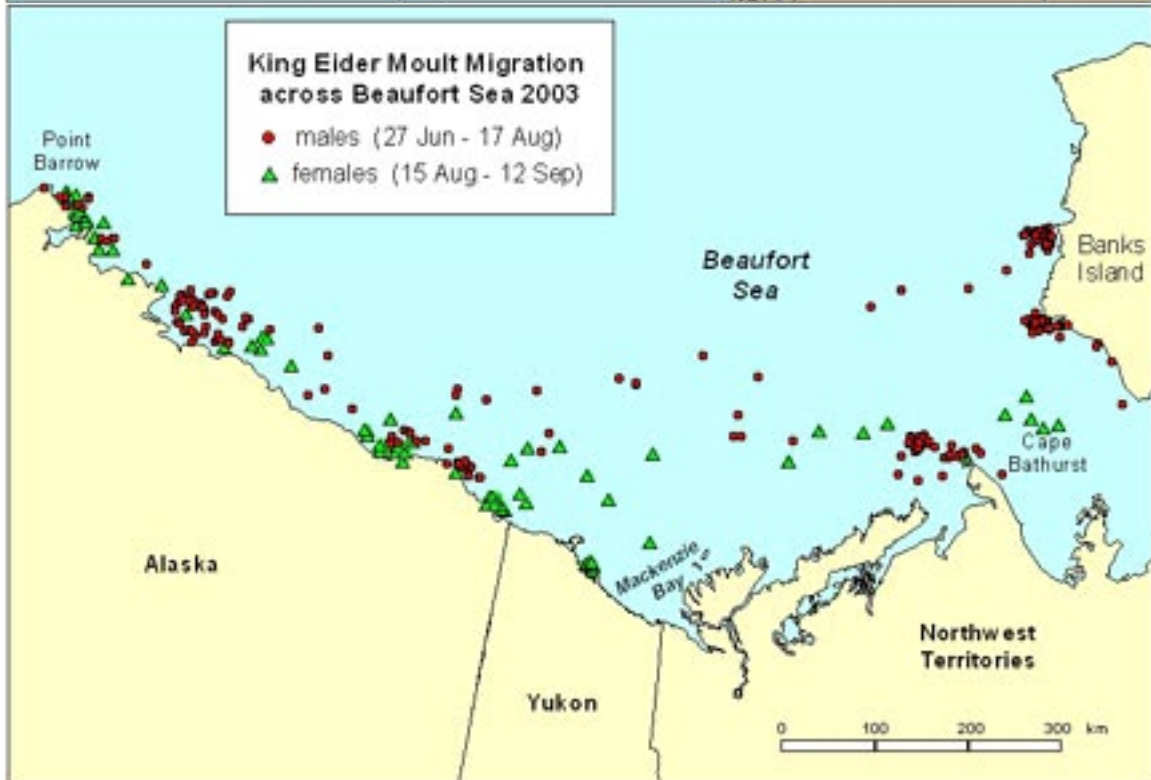 King Eider Moult Migration
across Beaufort Sea 2003
males (27 Jun - 17 Aug)
females (15 Aug - 12 Sep)
Point
Barrow
Beaufort
Sea
Banks
Island
Cape
Bathurst
Alaska
Mackenzie
Bay
Northwest
Territories
Yukon
0 100 200 300 km